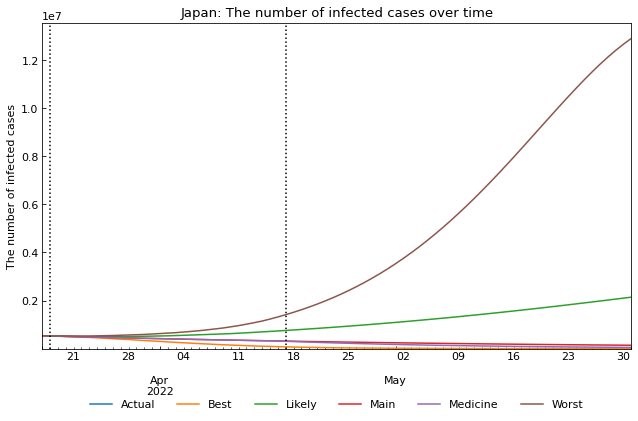 Japan: The number of infected cases over time
1e7
The number of infected cases
1.2
1.0
0.8
0.6
0.4
0.2
21 28 04 11 18 25 02 09 16 23 30
Apr May
2022
Actual Best Likely Main Medicine Worst